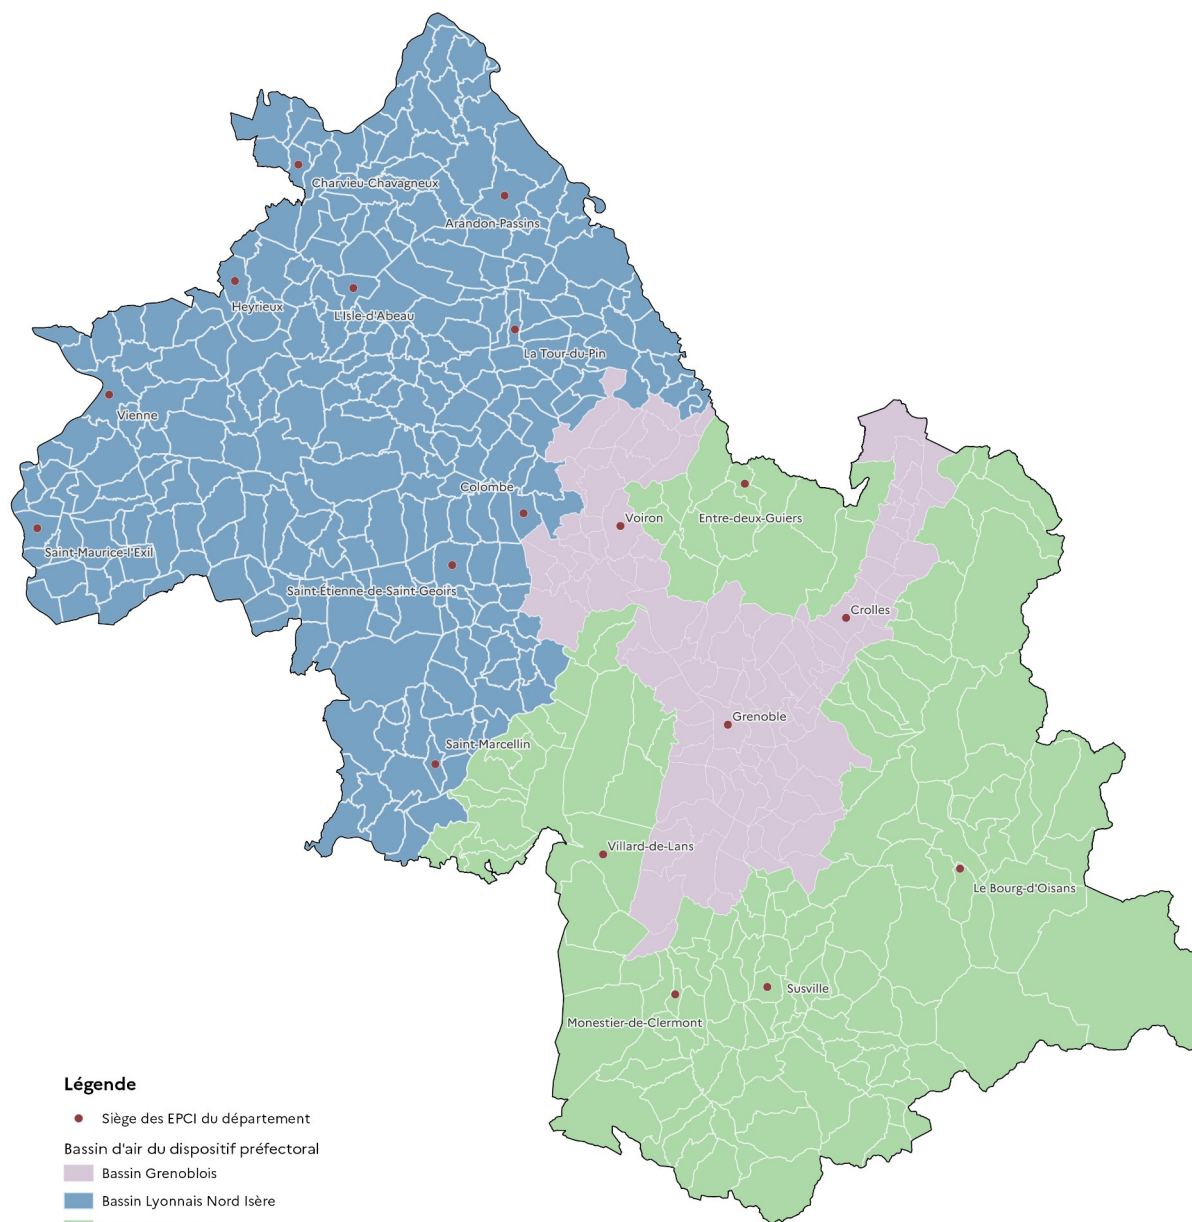 Charvieu-Chavagneux
Arandon-Passins
Heyrieux
L'Isle-d'Abeau
La Tour-du-Pin
Vienne
Colombe
Voiron
Entre-deux-Guiers
Saint-Maurice-l'Exil
Saint-Étienne-de-Saint-Geoirs
Crolles
Grenoble
Saint-Marcellin
Villard-de-Lans
Le Bourg-d'Oisans
Susville
Monestier-de-Clermont
Légende
Siège des EPCI du département
Bassin d'air du dispositif préfectoral
Bassin Grenoblois
Bassin Lyonnais Nord Isère